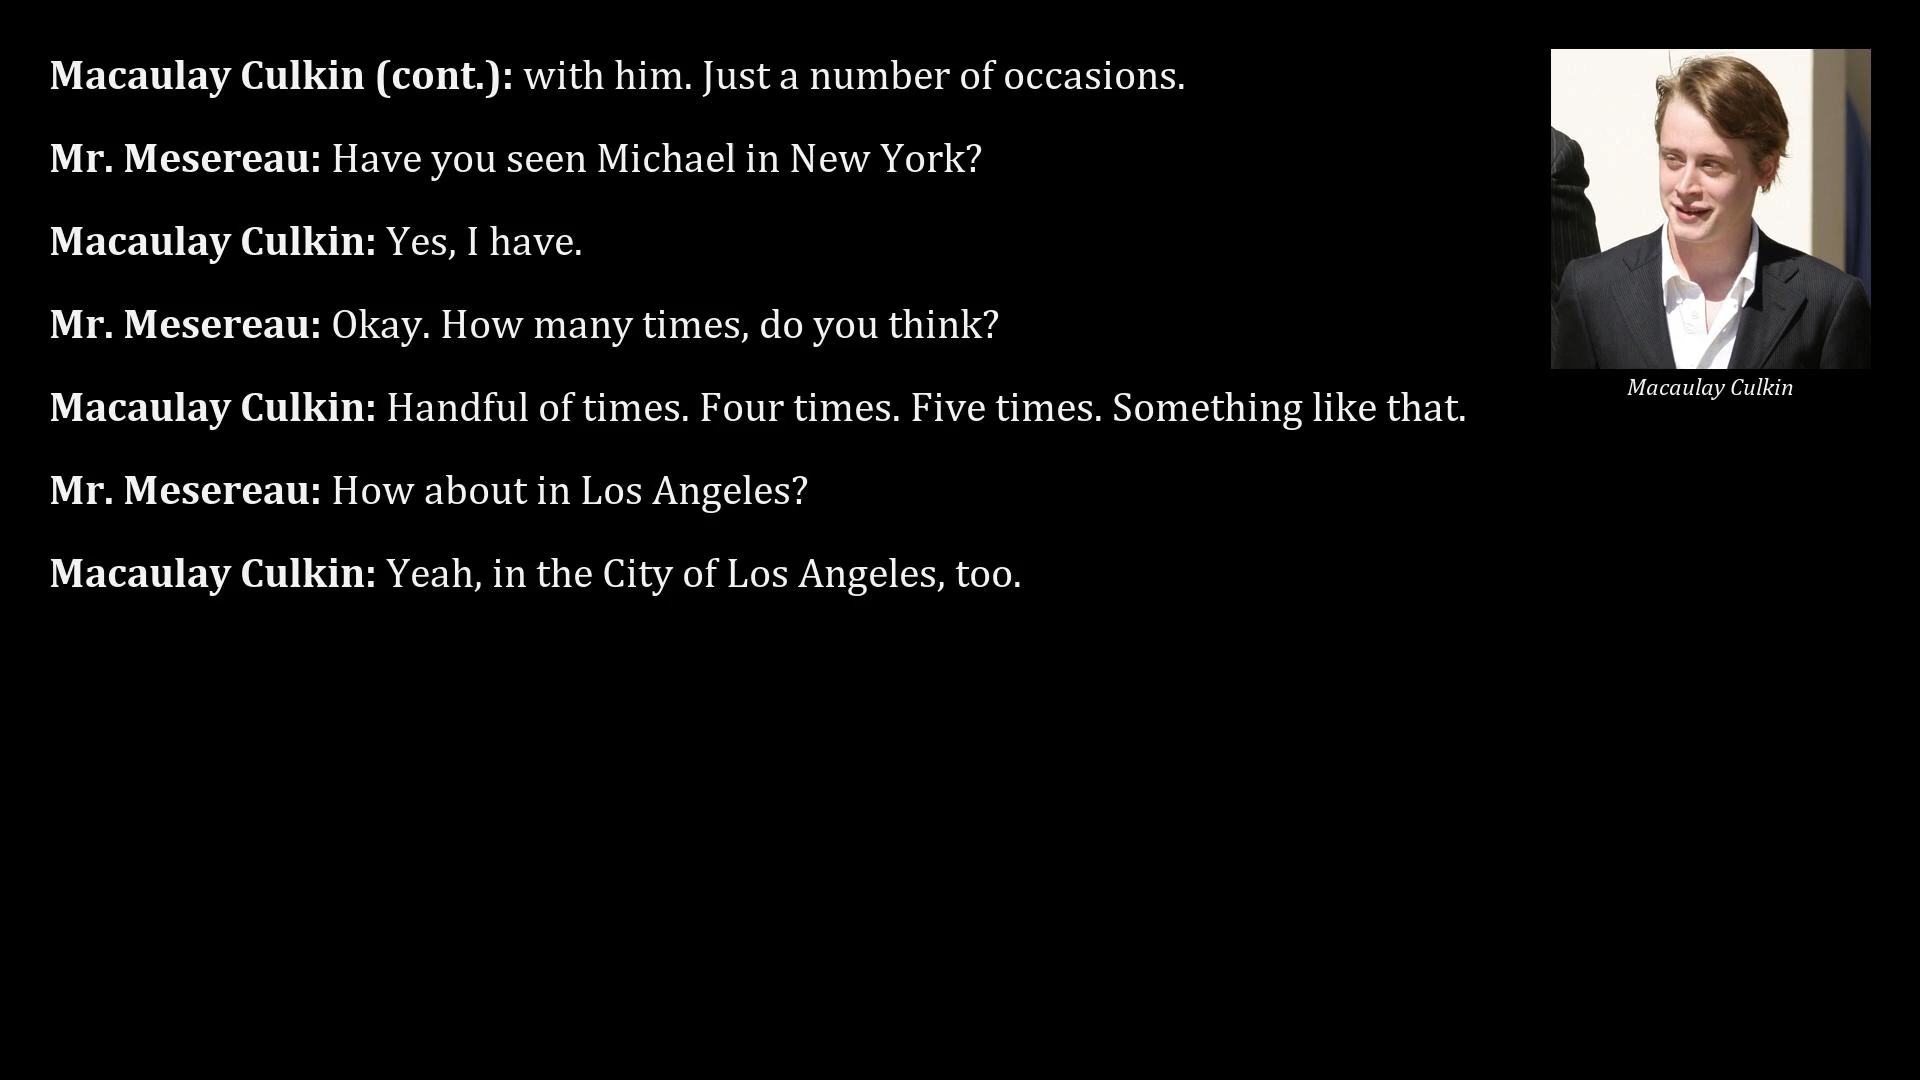 Macaulay Culkin (cont.): with him. Just a number of occasions.
Mr. Mesereau: Have you seen Michael in New York?
Macaulay Culkin: Yes, I have.
Mr. Mesereau: Okay. How many times, do you think?
Macaulay Culkin: Handful of times. Four times. Five times. Something like that.
Mr. Mesereau: How about in Los Angeles?
Macaulay Culkin: Yeah, in the City of Los Angeles, too.
Macaulay Culkin